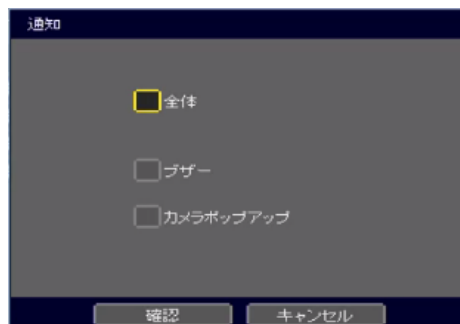 通知
全体
ブザー
カメラポップアップ
確認
キャンセル